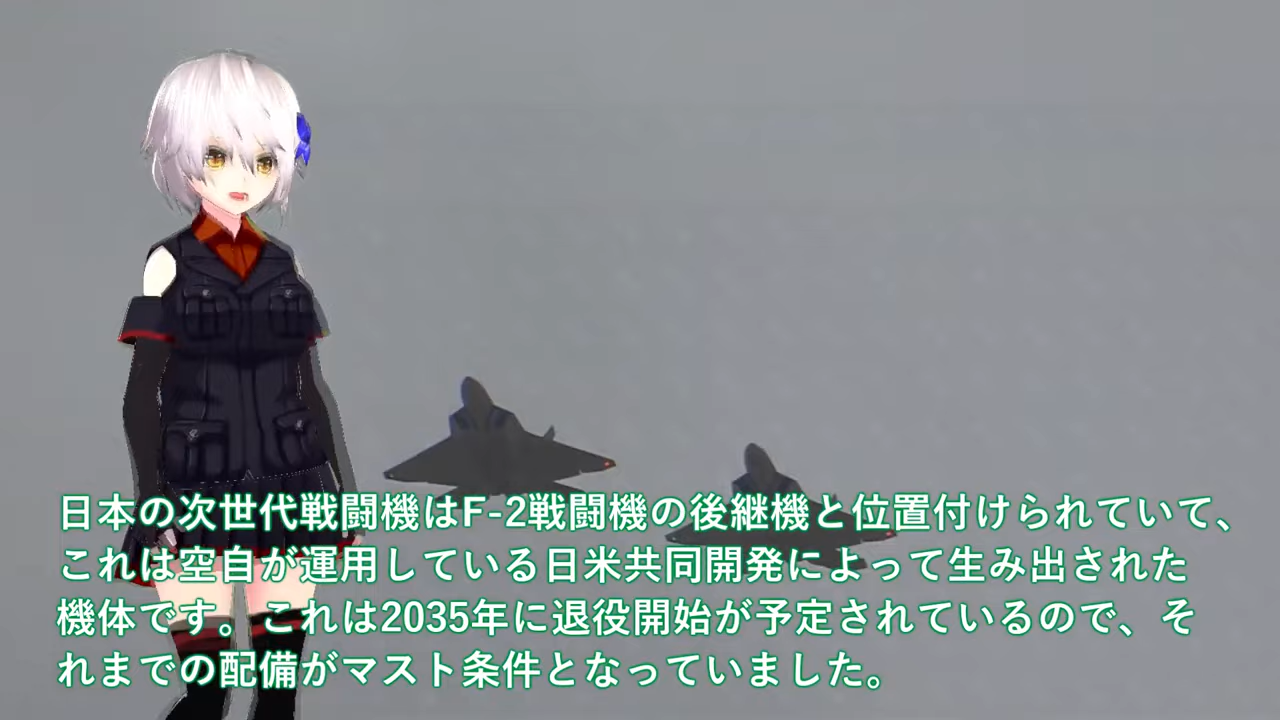 日本の次世代戦闘機はF-2戦闘機の後継機と位置付けられていて、
これは空自が運用している日米共同開発によって生み出された
機体です。これは2035年に退役開始が予定されているので、そ
れまでの配備がマスト条件となっていました。